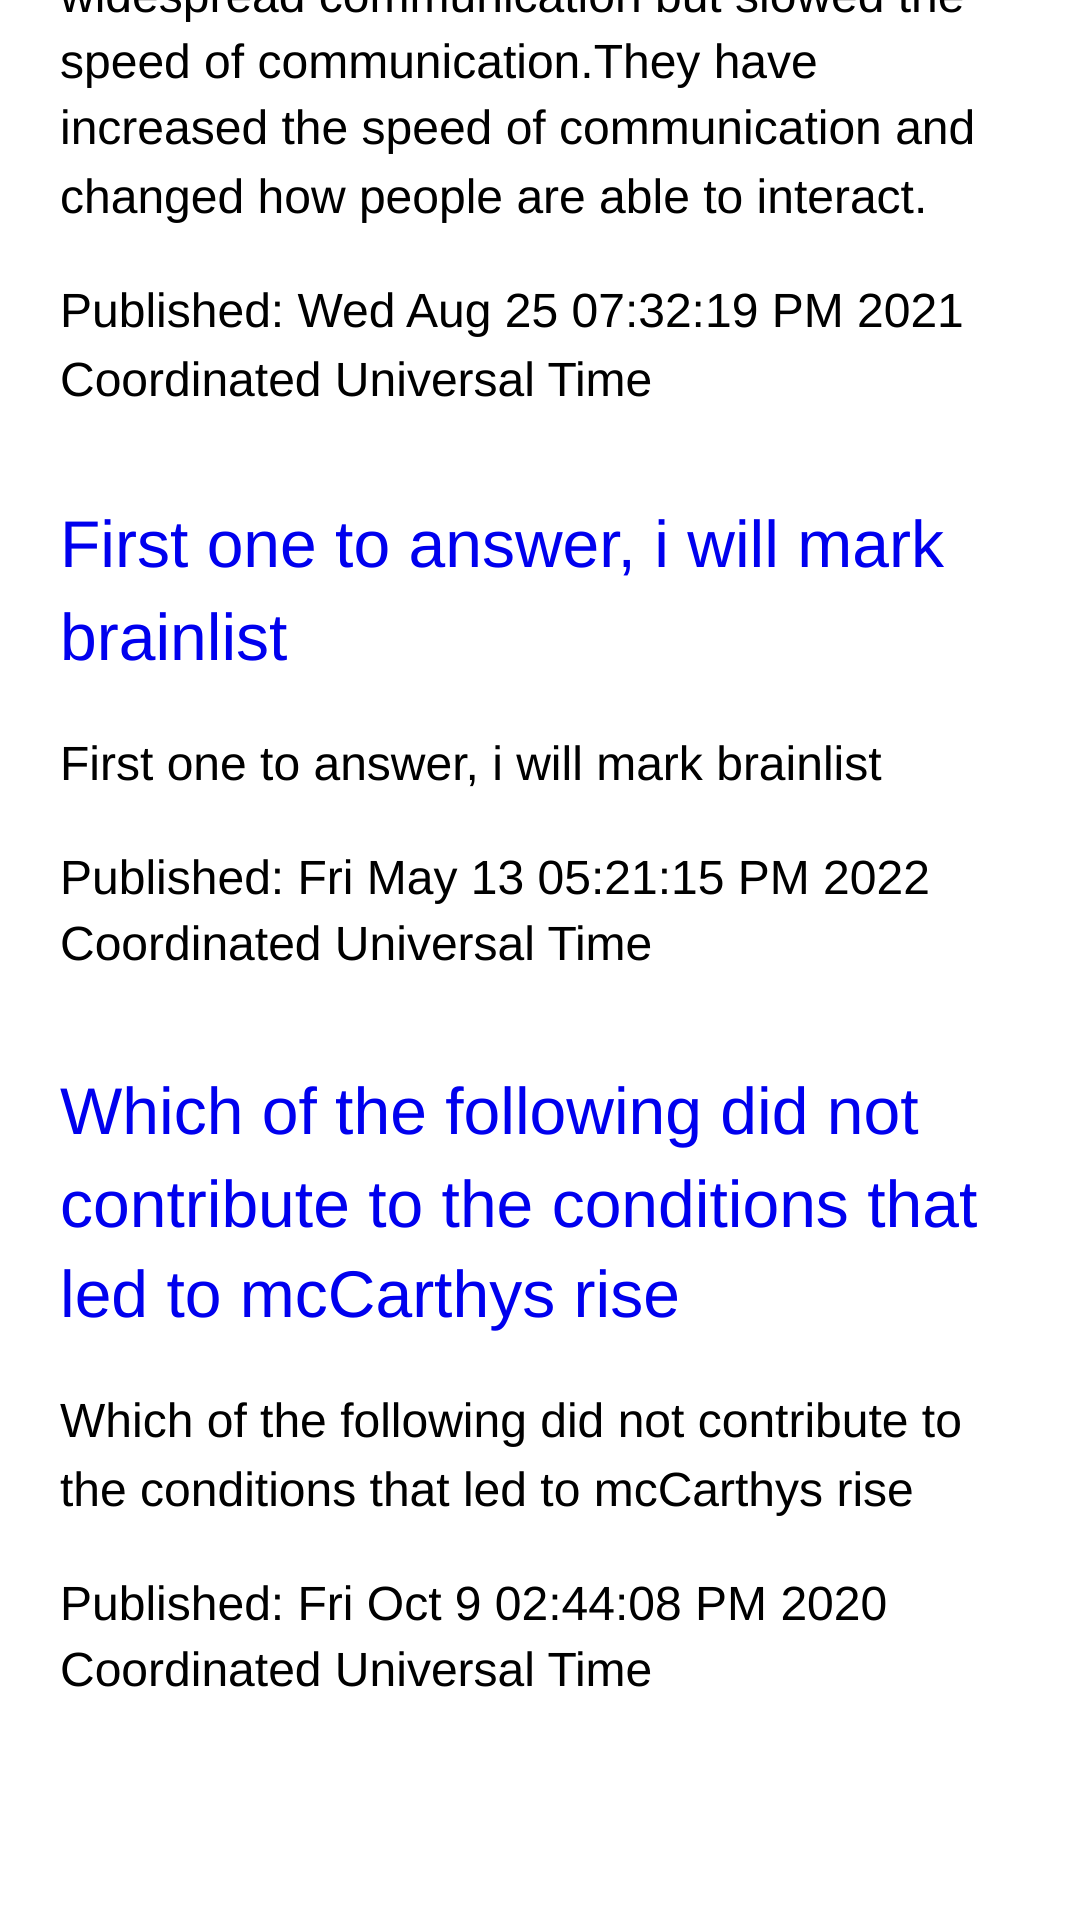 widespread communication but slowed the
speed of communication.They have
increased the speed of communication and
changed how people are able to interact.
Published: Wed Aug 25 07:32:19 PM 2021
Coordinated Universal Time
First one to answer, i will mark
brainlist
First one to answer, i will mark brainlist
Published: Fri May 13 05:21:15 PM 2022
Coordinated Universal Time
Which of the following did not
contribute to the conditions that
led to mcCarthys rise
Which of the following did not contribute to
the conditions that led to mcCarthys rise
Published: Fri Oct 9 02:44:08 PM 2020
Coordinated Universal Time